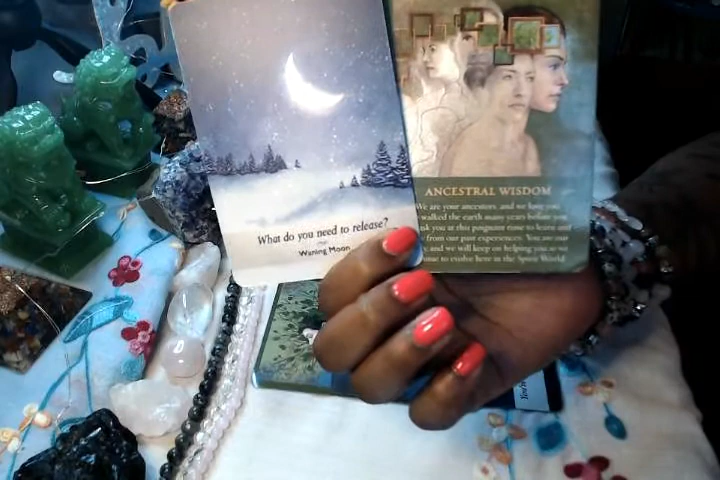 What do you need to release?
Waning Moon
ANCESTRAL WISDOM
We are your ancestors, and we have you
walked the earth many years before you
ask you at this poignant time to learn and
from our past experiences. You are our
and we will keep on helping you as we
to evolve here in the Spirit World